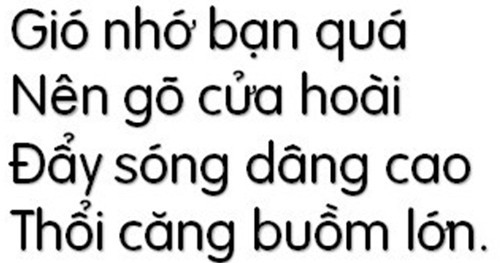 Gió nhớ bạn quá
Nên gõ cửa hoài
Đẩy sóng dâng cao
Thổi căng buồm lớn.